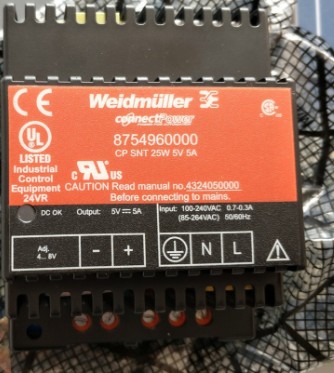 CE
Weidmüller
connectPower
8754960000
CP SNT 25W 5V 5A
UL
LISTED
Industrial
Control
Equipment
24VR
c UL US
CAUTION Read manual no.4324050000
Before connecting to mains.
DC OK
Output: 5V 5A
Input: 100-240VAC 0.7-0.3A
(85-264VAC) 50/60Hz
Adj.
4... 8V
- +
N L